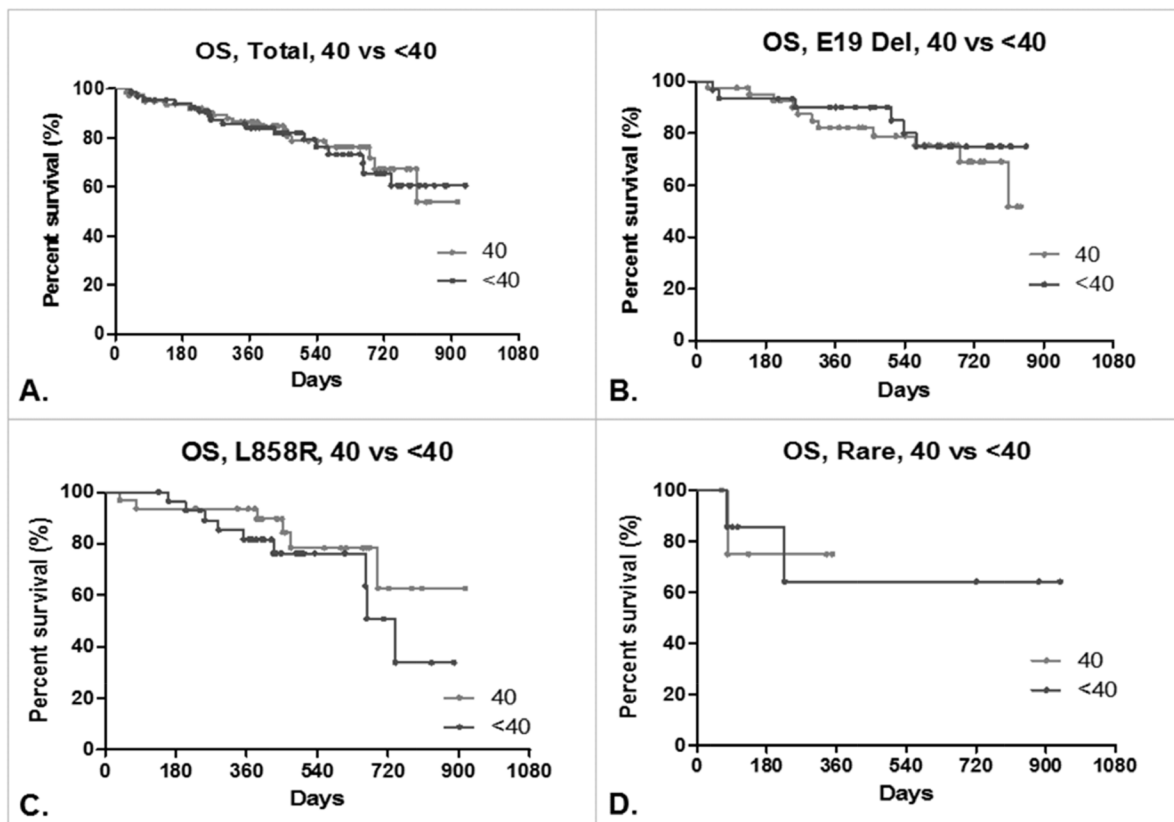 OS, Total, 40 vs <40
Percent survival (%)
100
80
60
40
20
0
0 180 360 540 720 900 1080
Days
40
<40
A.
OS, E19 Del, 40 vs <40
Percent survival (%)
100
80
60
40
20
0
0 180 360 540 720 900 1080
Days
40
<40
B.
OS, L858R, 40 vs <40
Percent survival (%)
100
80
60
40
20
0
0 180 360 540 720 900 1080
Days
40
<40
C.
OS, Rare, 40 vs <40
Percent survival (%)
100
80
60
40
20
0
0 180 360 540 720 900 1080
Days
40
<40
D.